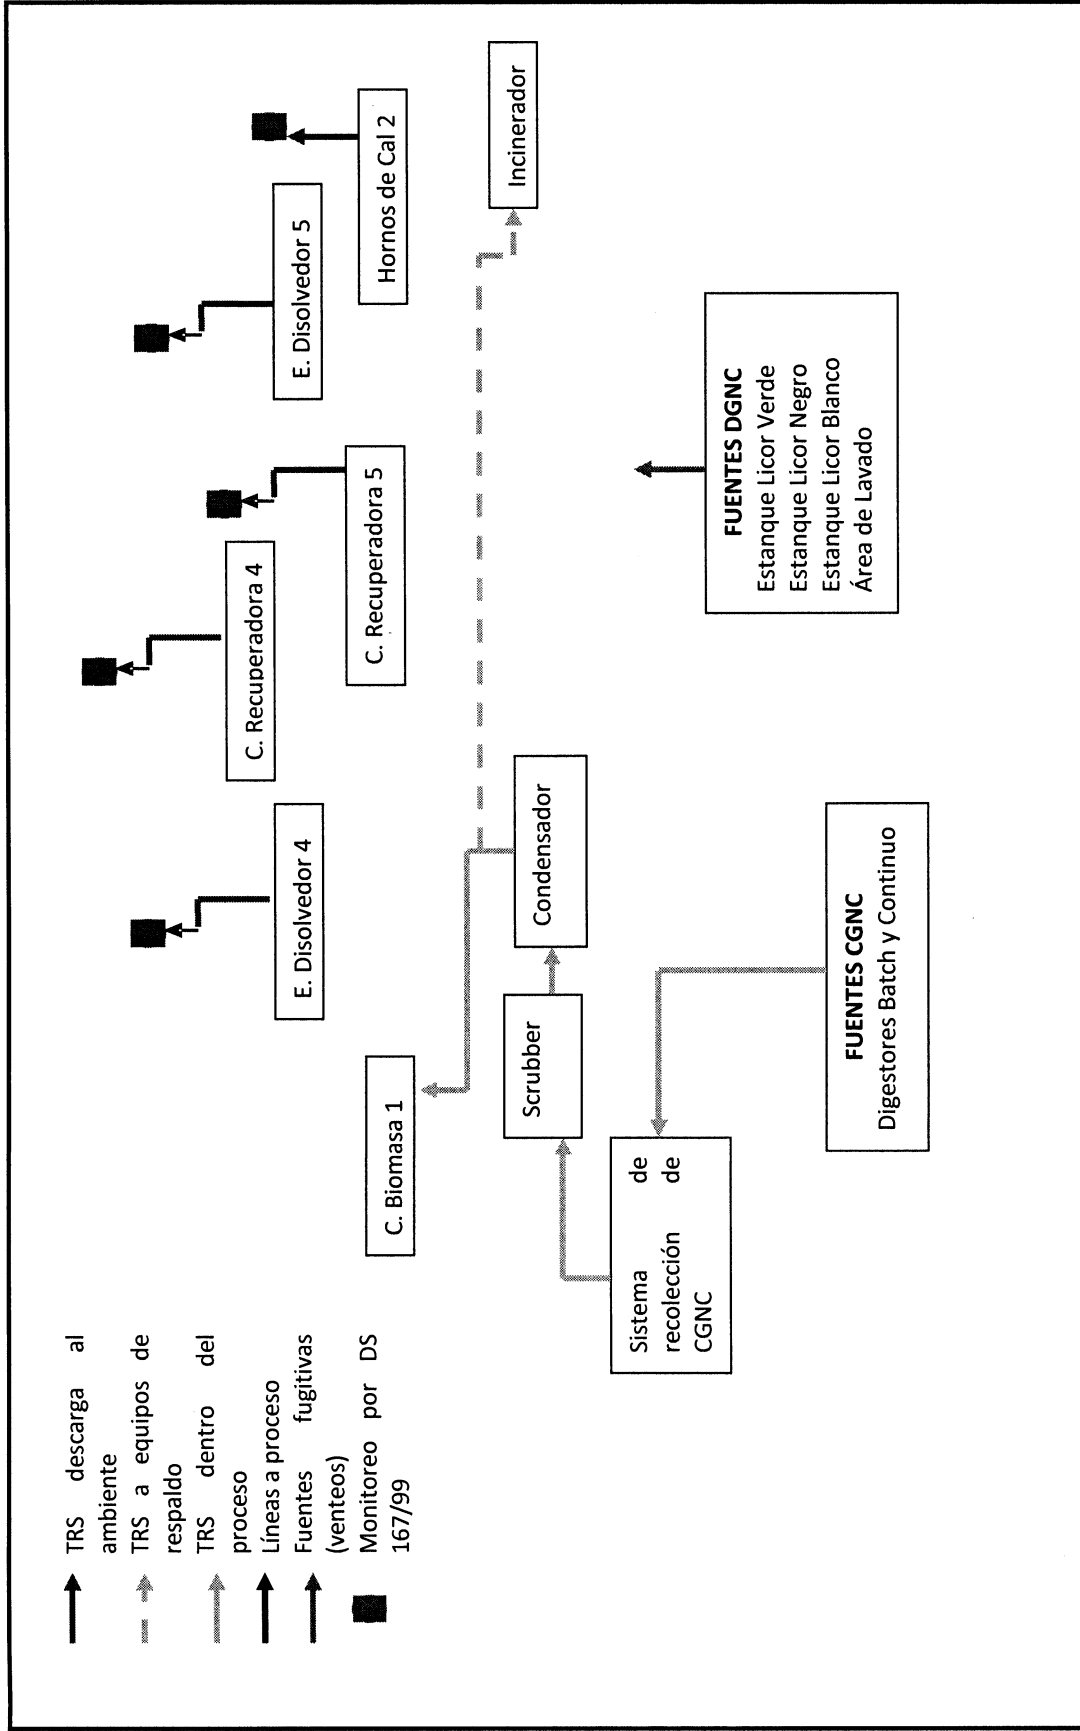 TRS descarga al
ambiente
TRS a equipos de
respaldo
TRS dentro del
proceso
Líneas a proceso
Fuentes fugitivas
(venteos)
Monitoreo por DS
167/99
E. Disolvedor 4
C. Recuperadora 4
C. Recuperadora 5
E. Disolvedor 5
Hornos de Cal 2
C. Biomasa 1
Scrubber
Condensador
Incinerador
Sistema de
recolección de
CGNC
FUENTES CGNC
Digestores Batch y Continuo
FUENTES DGNC
Estanque Licor Verde
Estanque Licor Negro
Estanque Licor Blanco
Área de Lavado